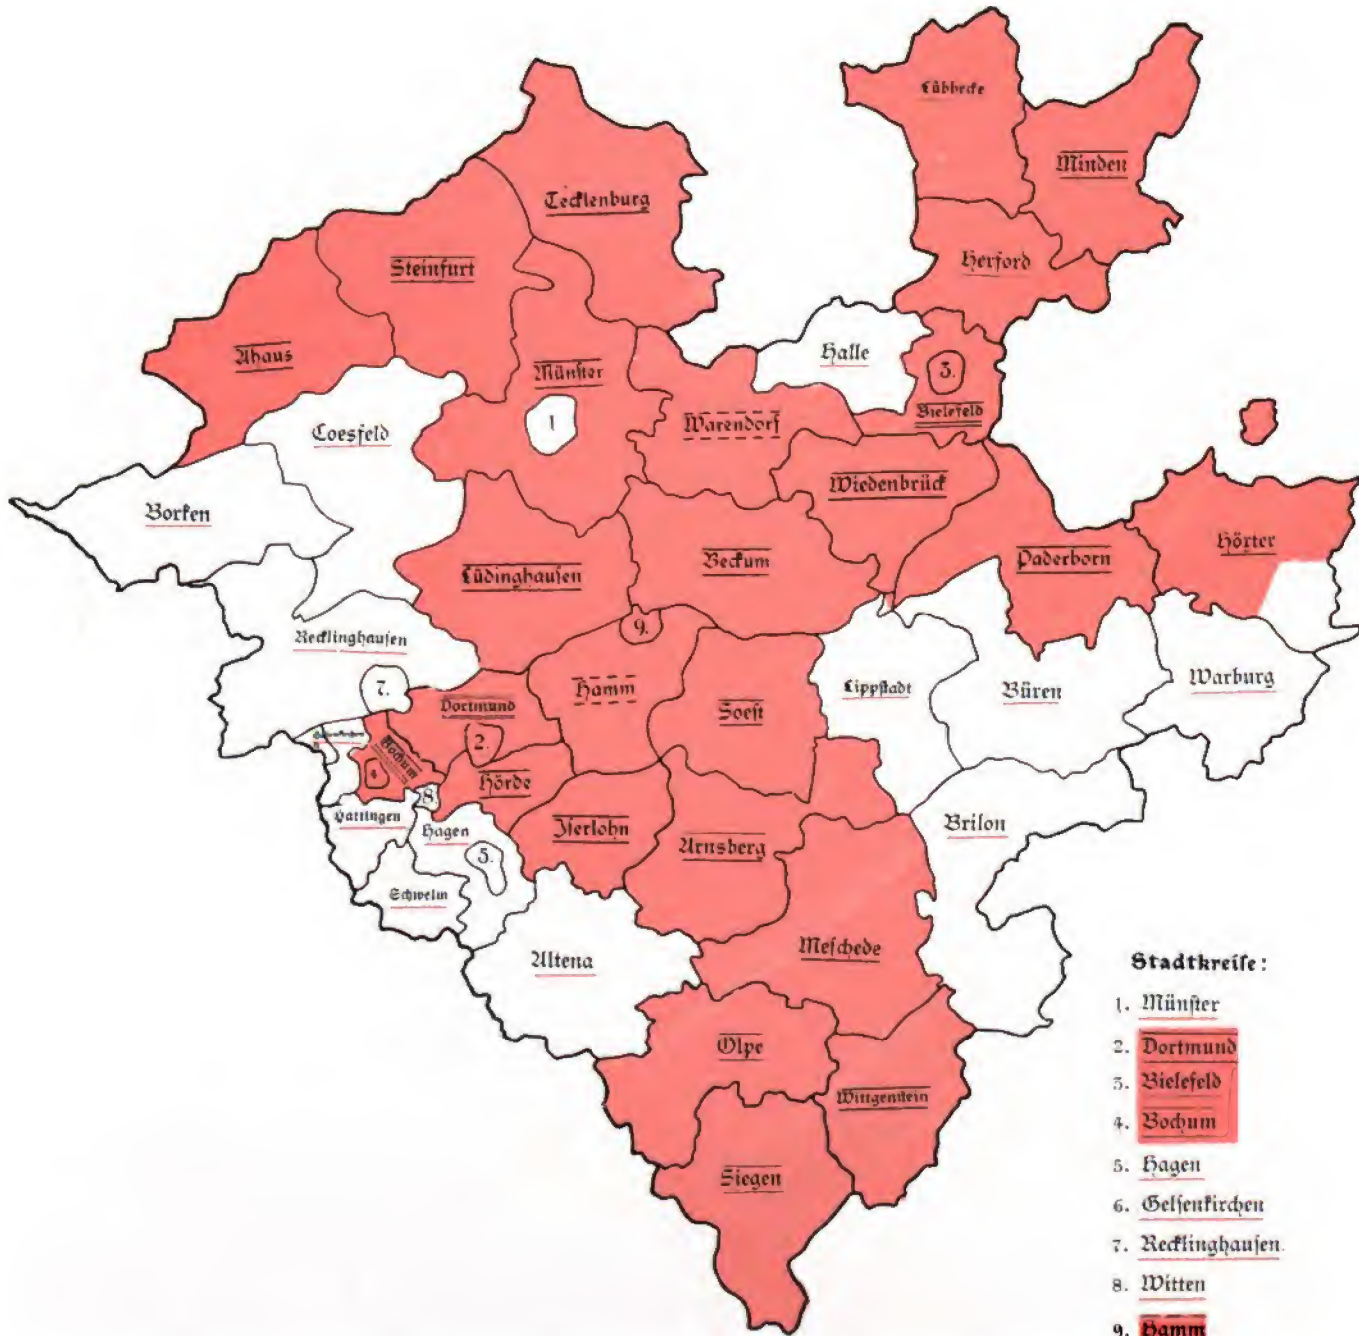 Lübbecke
Minden
Tecklenburg
Herford
Steinfurt
Halle
Ahaus
Münster
3.
Bielefeld
1
Warendorf
Coesfeld
Wiedenbrück
Borken
Höxter
Beckum
Paderborn
Lüdinghausen
9.
Recklinghausen
7.
Hamm
Lippstadt
Büren
Warburg
Dortmund
Soest
2.
Bochum
4.
Hörde
8.
Hattingen
Hagen
Iserlohn
Arnsberg
Brilon
5.
Schwelm
Meschede
Altena
Olpe
Wittgenstein
Siegen
Stadtkreise:
1. Münster
2. Dortmund
3. Bielefeld
4. Bochum
5. Hagen
6. Gelsenkirchen
7. Recklinghausen.
8. Witten
9. Hamm